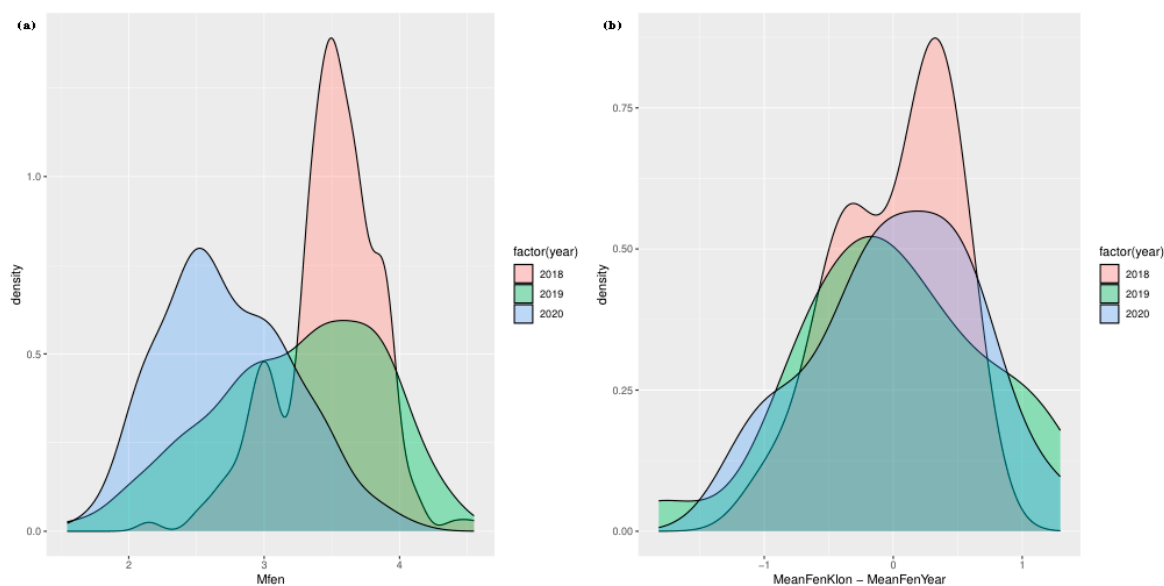 (a)
density
1.0
0.5
0.0
2
3
4
Mfen
factor(year)
2018
2019
2020
(b)
density
0.75
0.50
0.25
0.00
−1
0
1
MeanFenKlon − MeanFenYear
factor(year)
2018
2019
2020